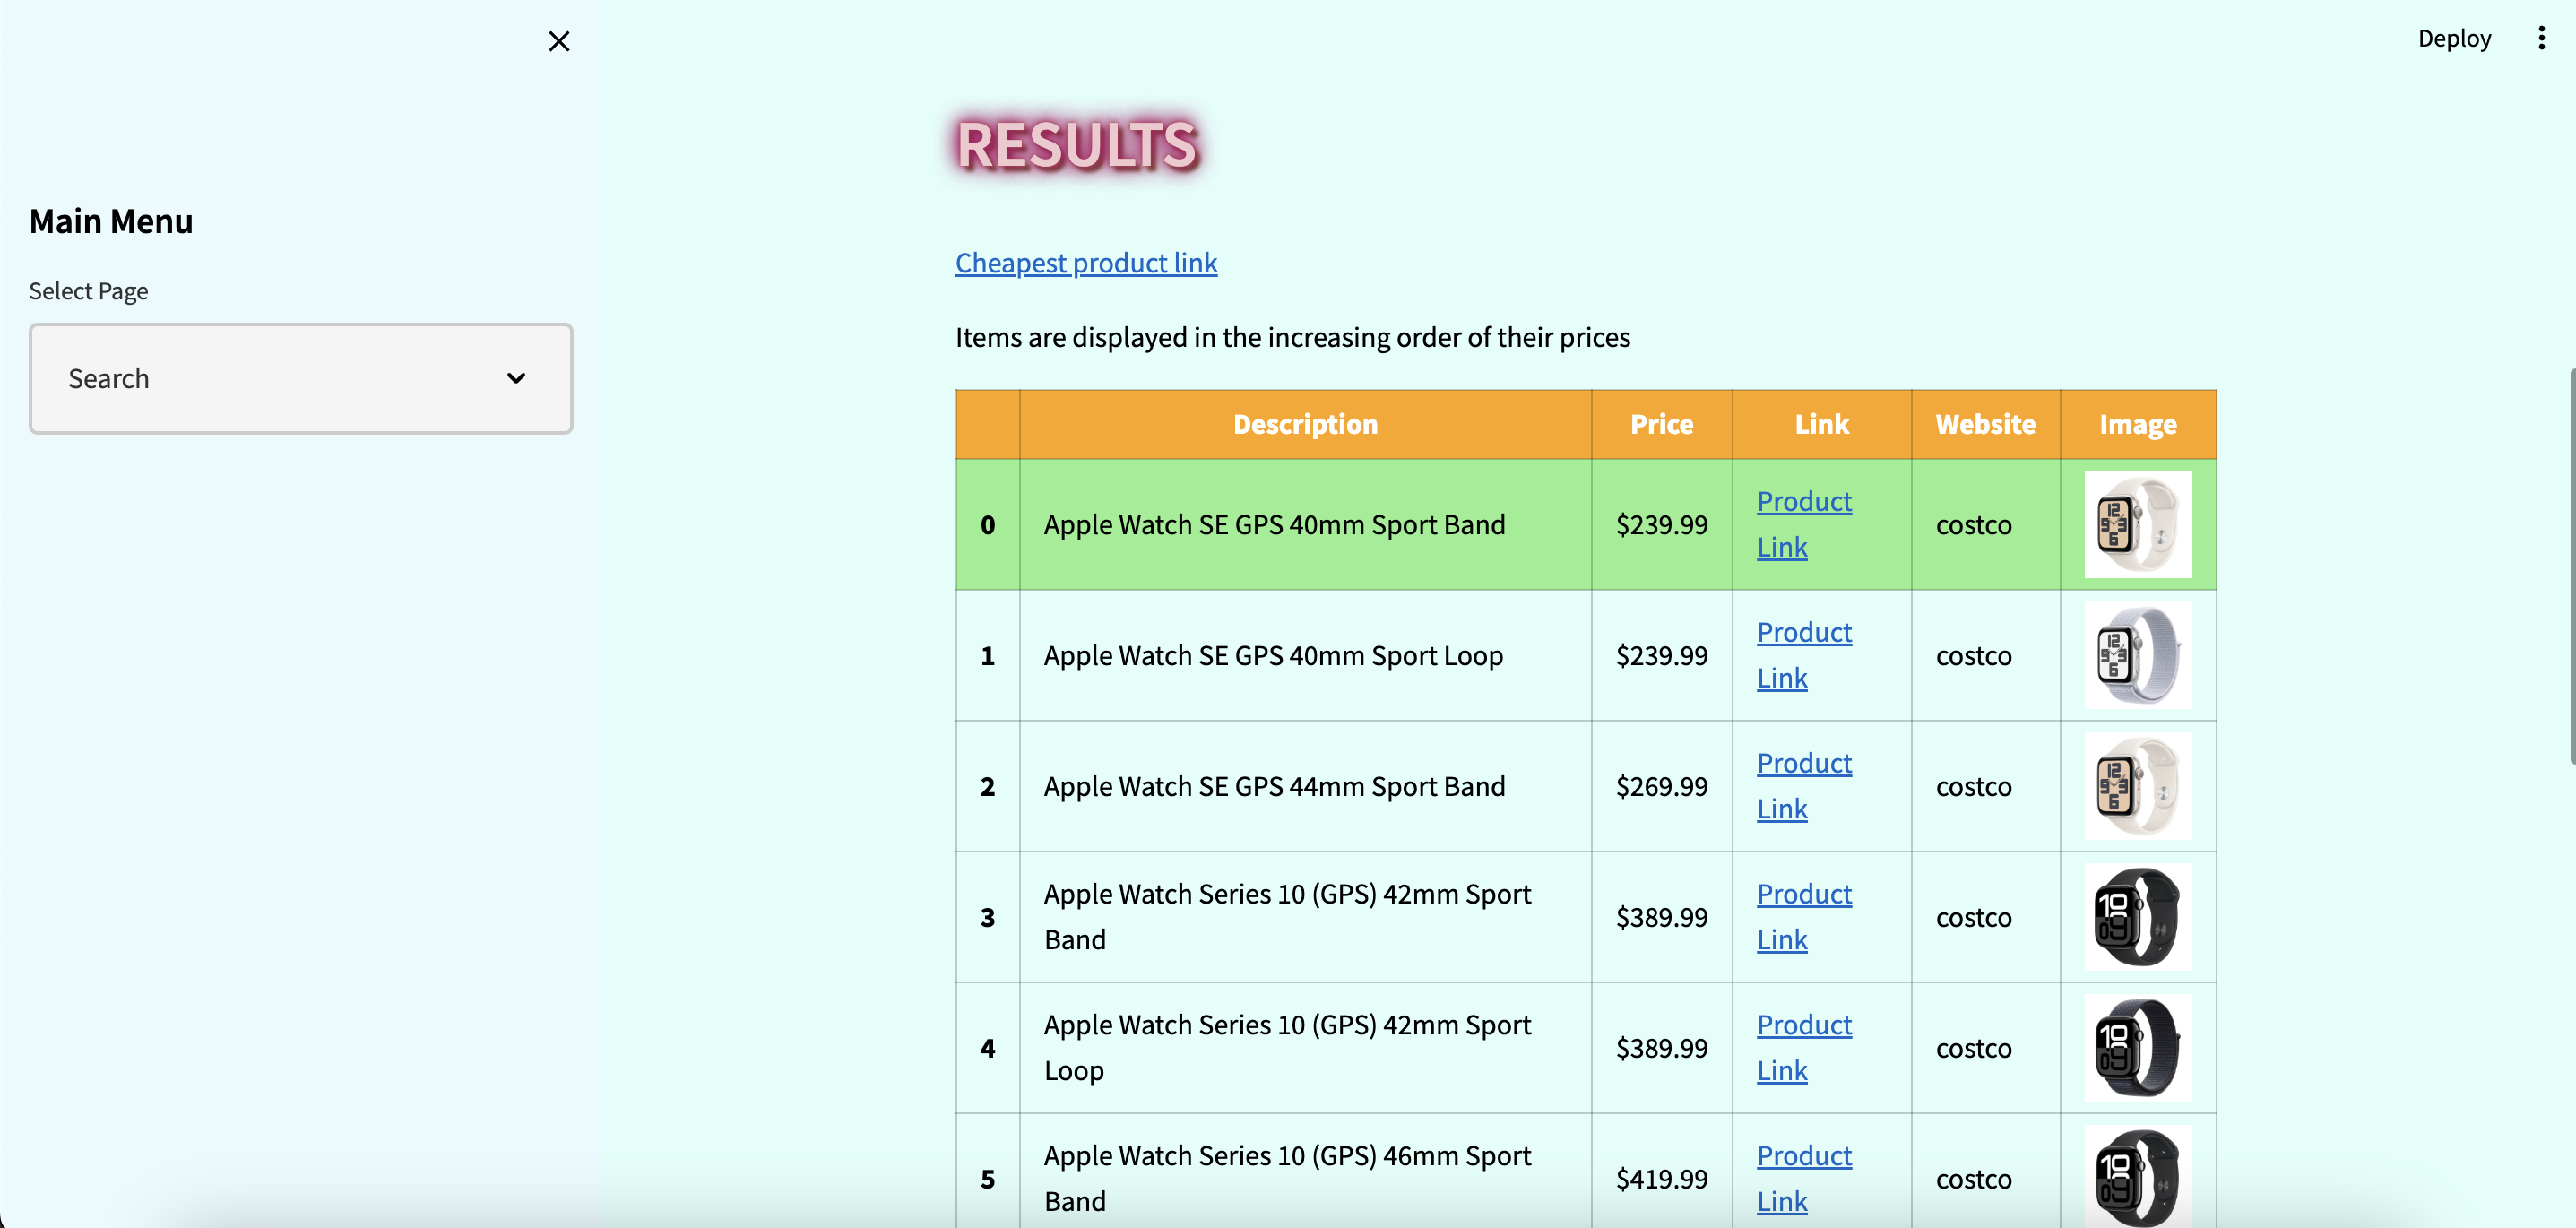 Deploy
Main Menu
Select Page
Search
RESULTS
Cheapest product link
Items are displayed in the increasing order of their prices
Description Price Link Website Image
0 Apple Watch SE GPS 40mm Sport Band $239.99 Product Link costco
1 Apple Watch SE GPS 40mm Sport Loop $239.99 Product Link costco
2 Apple Watch SE GPS 44mm Sport Band $269.99 Product Link costco
3 Apple Watch Series 10 (GPS) 42mm Sport Band $389.99 Product Link costco
4 Apple Watch Series 10 (GPS) 42mm Sport Loop $389.99 Product Link costco
5 Apple Watch Series 10 (GPS) 46mm Sport Band $419.99 Product Link costco